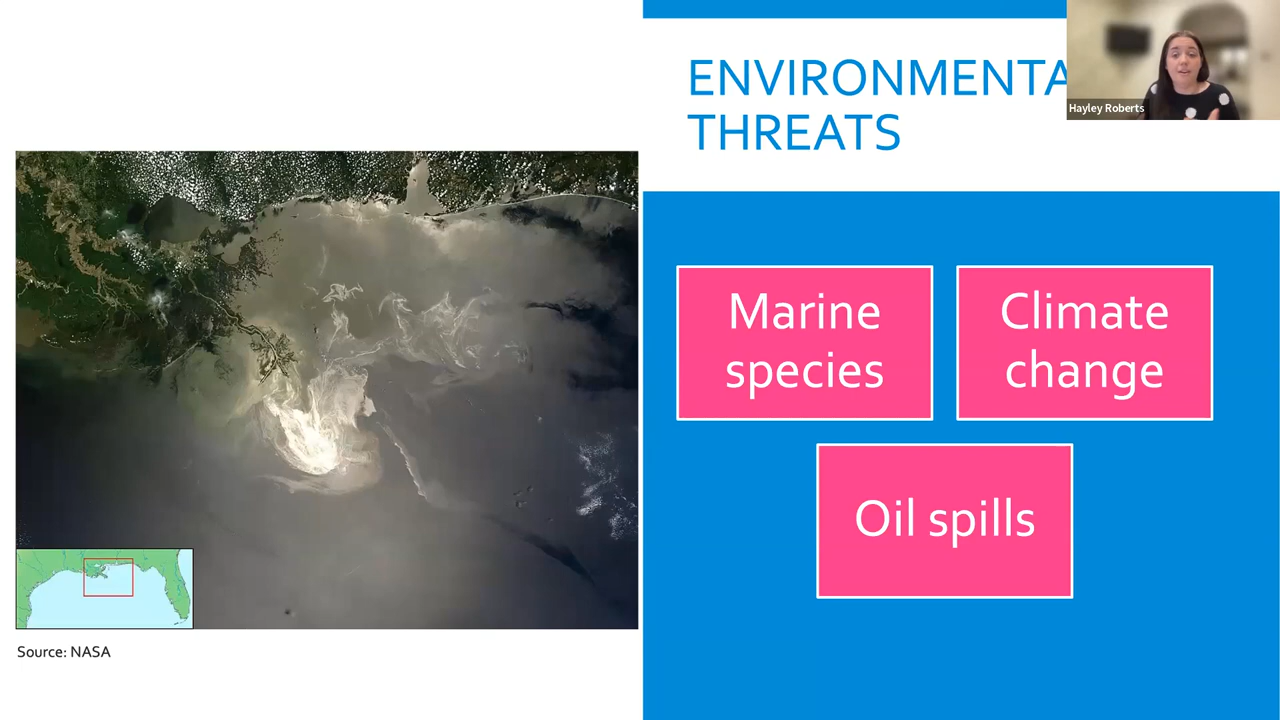 ENVIRONMENTA
THREATS
Hayley Roberts
Marine
species
Climate
change
Oil spills
Source: NASA